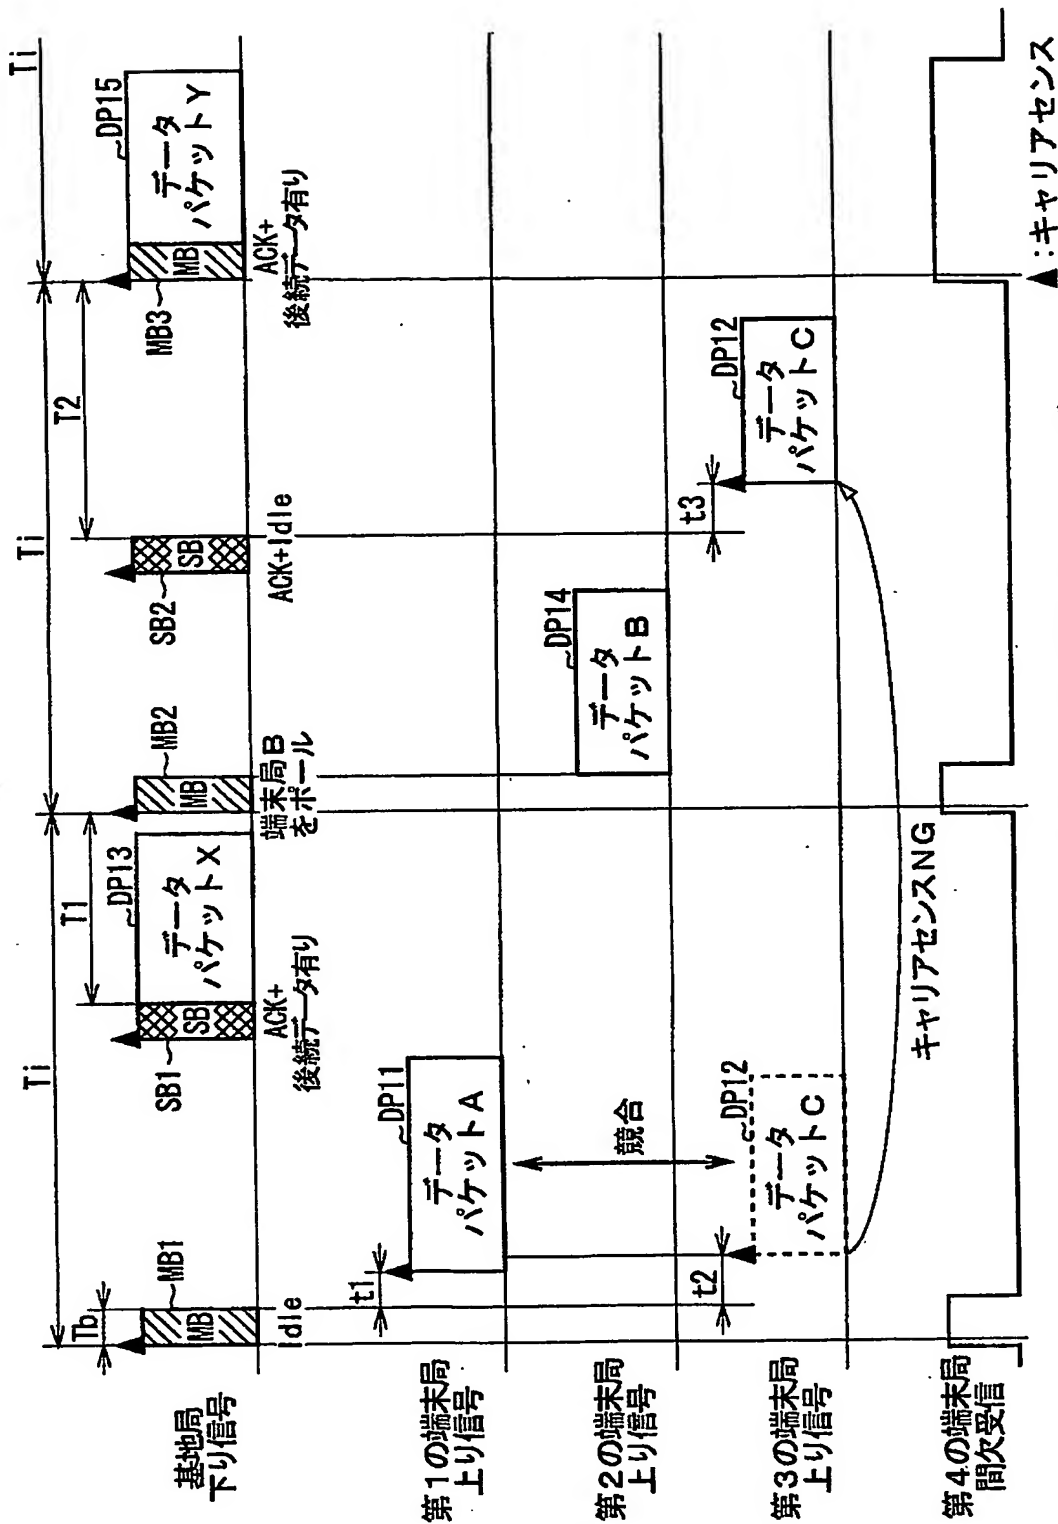 Ti
Ti
Ti
Tb
T1
T2
基地局
下り信号
MB1
MB
Idle
SB1
SB
ACK+
後続データ有り
DP13
データ
パケットX
MB2
MB
端末局B
をポール
SB2
SB
ACK+Idle
MB3
MB
ACK+
後続データ有り
DP15
データ
パケットY
第1の端末局
上り信号
t1
DP11
データ
パケットA
第2の端末局
上り信号
競合
DP14
データ
パケットB
第3の端末局
上り信号
t2
DP12
データ
パケットC
t3
DP12
データ
パケットC
キャリアセンスNG
第4の端末局
間欠受信
▲:キャリアセンス